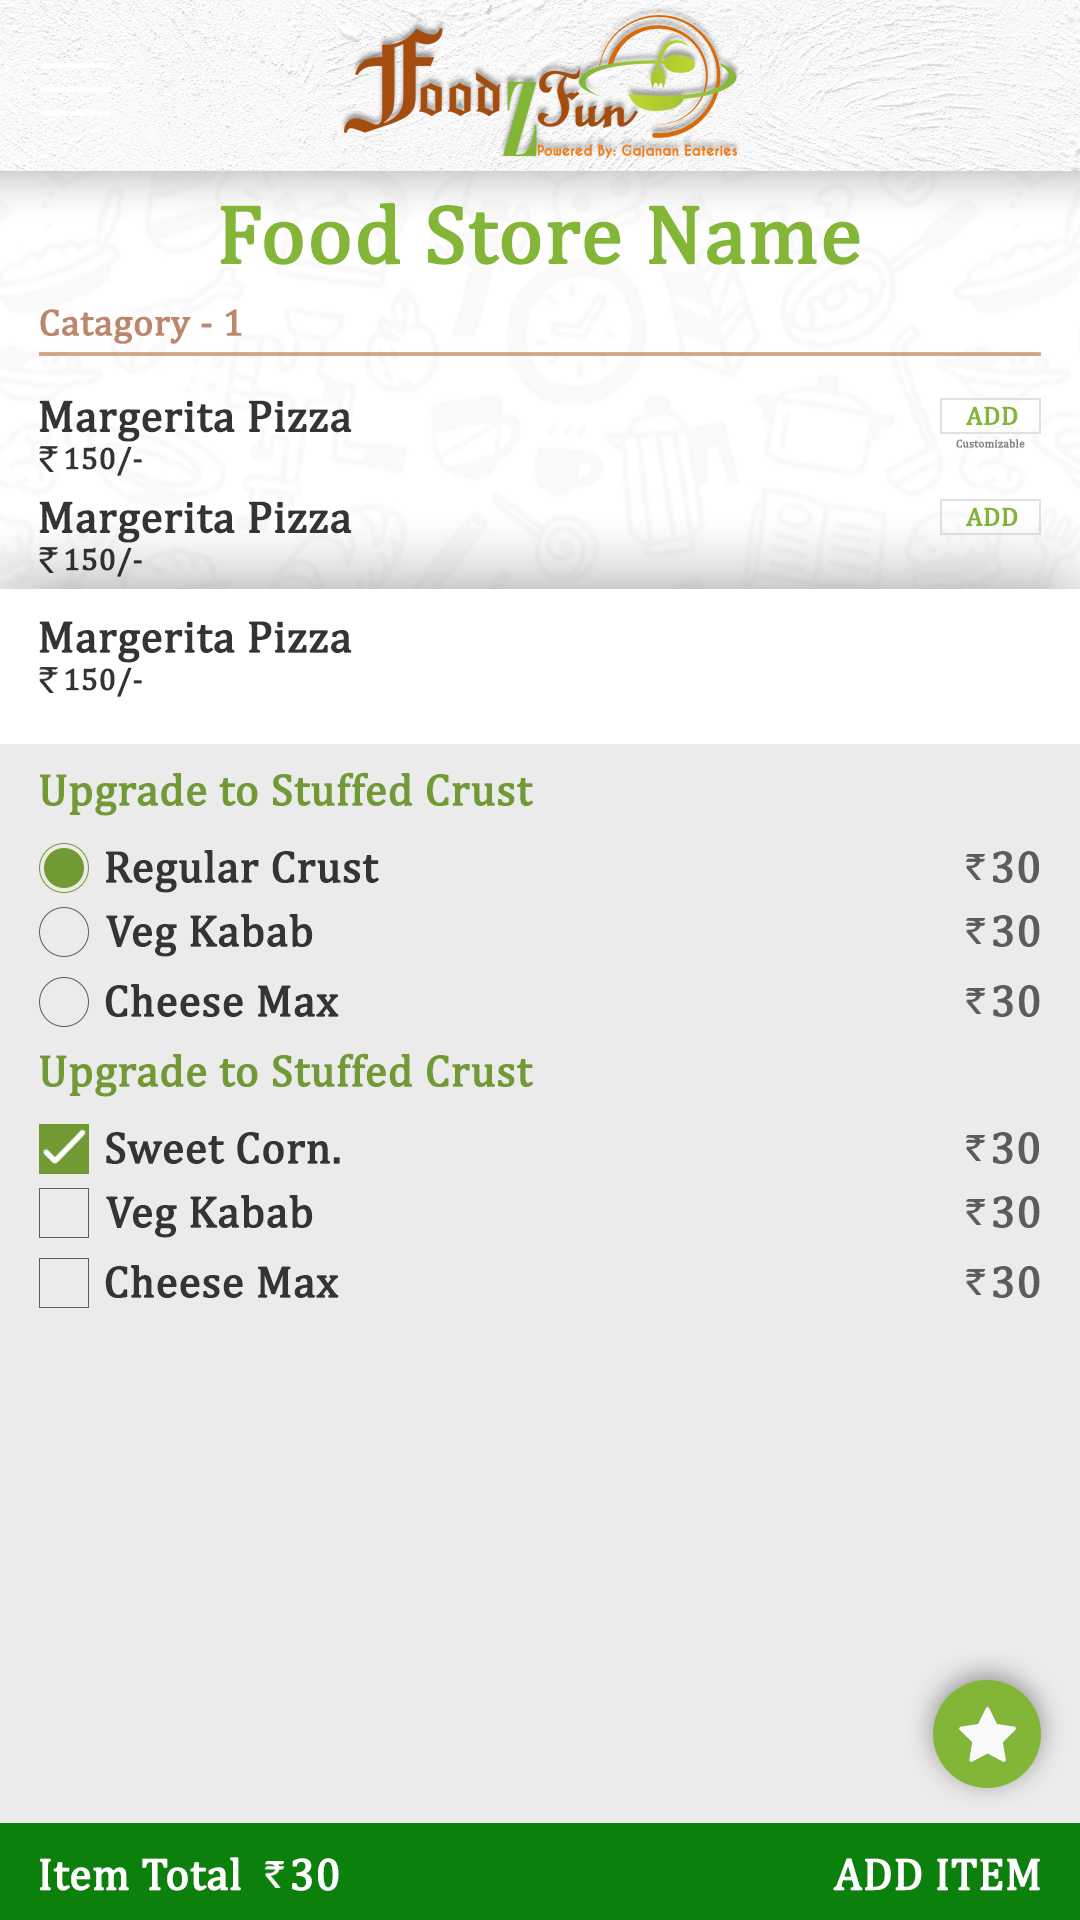 Food Z Fun
Powered By: Gajanan Eateries
Food Store Name
Catagory - 1
Margerita Pizza
ADD
₹ 150/-
Customizable
Margerita Pizza
ADD
₹ 150/-
Margerita Pizza
₹ 150/-
Upgrade to Stuffed Crust
Regular Crust ₹ 30
Veg Kabab ₹ 30
Cheese Max ₹ 30
Upgrade to Stuffed Crust
Sweet Corn. ₹ 30
Veg Kabab ₹ 30
Cheese Max ₹ 30
Item Total ₹ 30 ADD ITEM